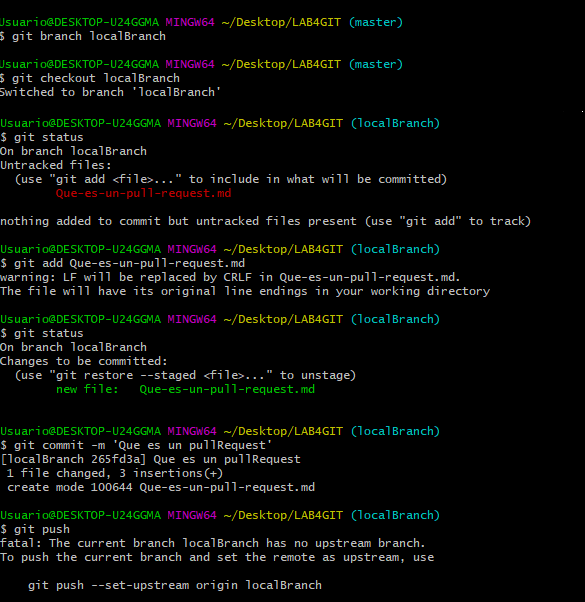 Usuario@DESKTOP-U24GGMA MINGW64 ~/Desktop/LAB4GIT (master)
$ git branch localBranch
Usuario@DESKTOP-U24GGMA MINGW64 ~/Desktop/LAB4GIT (master)
$ git checkout localBranch
Switched to branch 'localBranch'
Usuario@DESKTOP-U24GGMA MINGW64 ~/Desktop/LAB4GIT (localBranch)
$ git status
On branch localBranch
Untracked files:
  (use "git add <file>..." to include in what will be committed)
        Que-es-un-pull-request.md
nothing added to commit but untracked files present (use "git add" to track)
Usuario@DESKTOP-U24GGMA MINGW64 ~/Desktop/LAB4GIT (localBranch)
$ git add Que-es-un-pull-request.md
warning: LF will be replaced by CRLF in Que-es-un-pull-request.md.
The file will have its original line endings in your working directory
Usuario@DESKTOP-U24GGMA MINGW64 ~/Desktop/LAB4GIT (localBranch)
$ git status
On branch localBranch
Changes to be committed:
  (use "git restore --staged <file>..." to unstage)
        new file:   Que-es-un-pull-request.md
Usuario@DESKTOP-U24GGMA MINGW64 ~/Desktop/LAB4GIT (localBranch)
$ git commit -m 'Que es un pullRequest'
[localBranch 265fd3a] Que es un pullRequest
 1 file changed, 3 insertions(+)
 create mode 100644 Que-es-un-pull-request.md
Usuario@DESKTOP-U24GGMA MINGW64 ~/Desktop/LAB4GIT (localBranch)
$ git push
fatal: The current branch localBranch has no upstream branch.
To push the current branch and set the remote as upstream, use
    git push --set-upstream origin localBranch